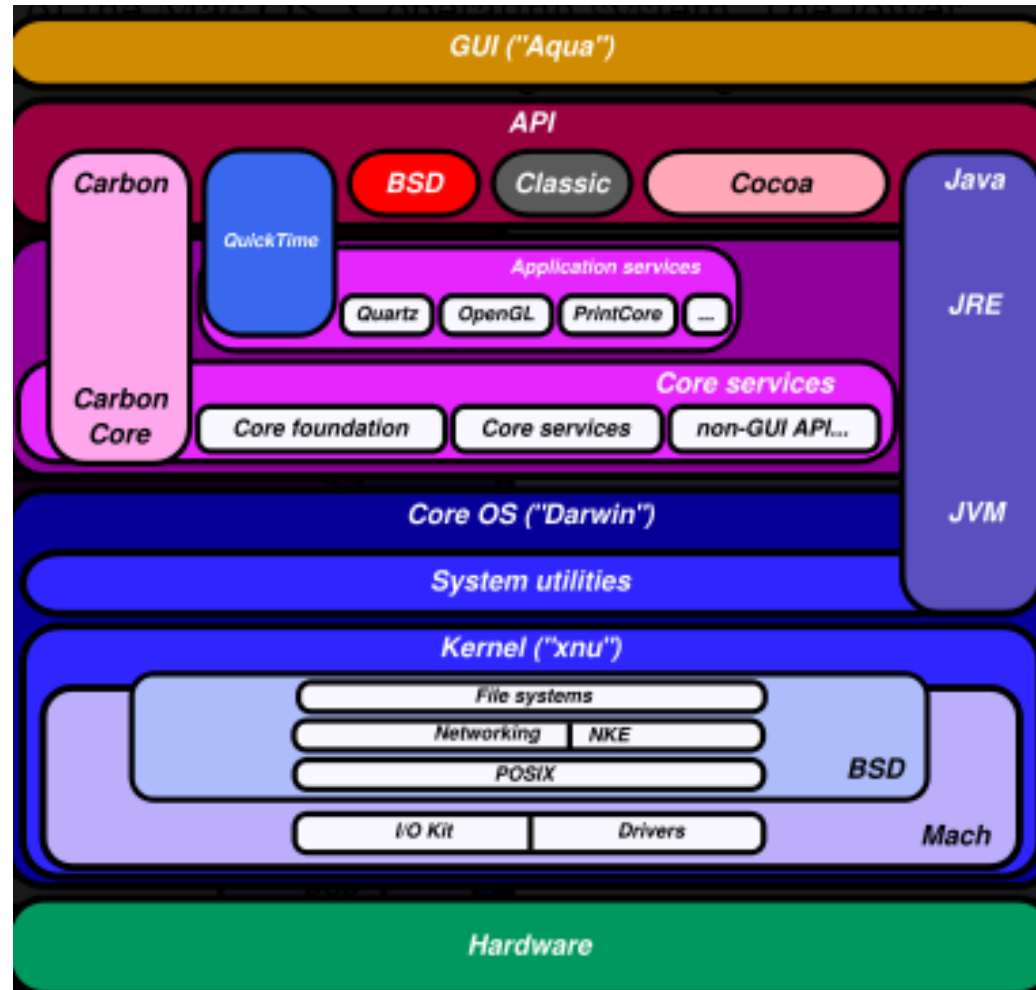 GUI ("Aqua")
API
Carbon
QuickTime
BSD
Classic
Cocoa
Java
Application services
Quartz
OpenGL
PrintCore
...
JRE
Core services
Carbon
Core
Core foundation
Core services
non-GUI API...
Core OS ("Darwin")
JVM
System utilities
Kernel ("xnu")
File systems
Networking
NKE
POSIX
BSD
I/O Kit
Drivers
Mach
Hardware